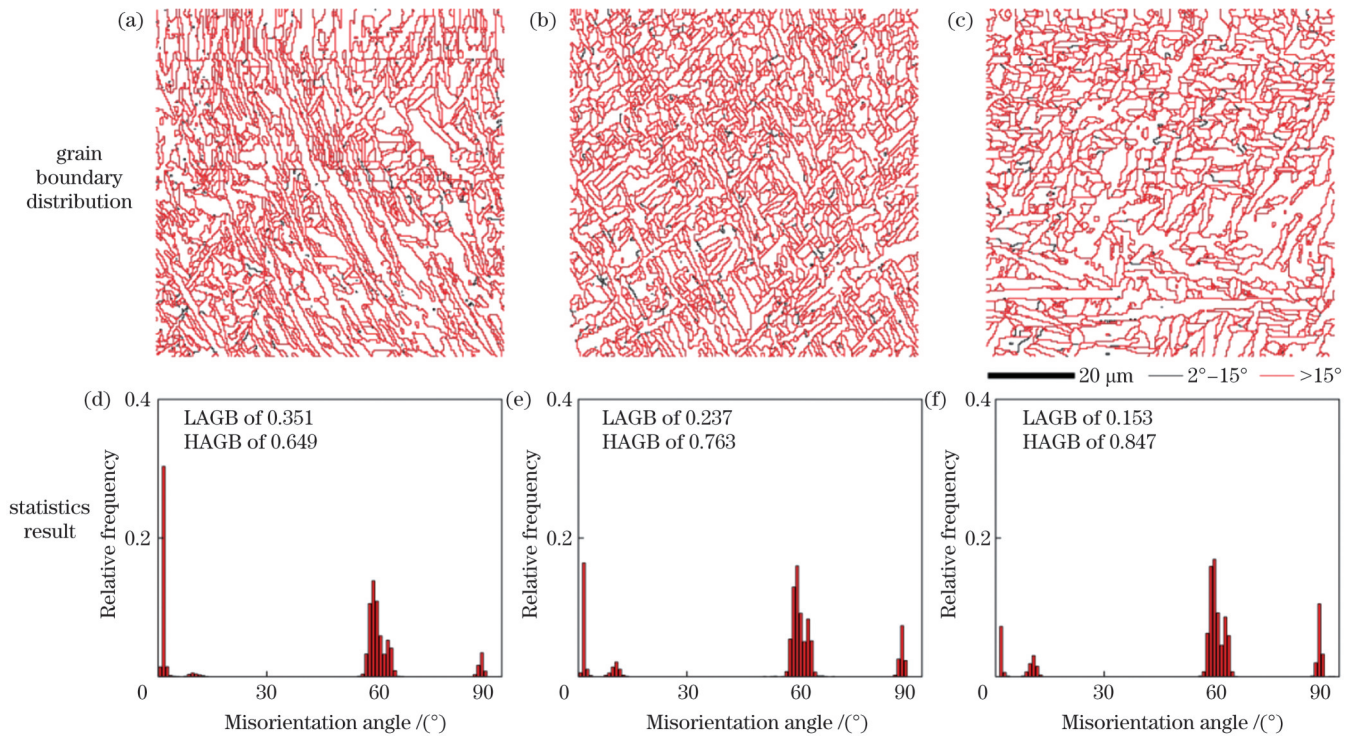 (a)
(b)
(c)
grain
boundary
distribution
20 μm
2°–15°
>15°
(d)
0.4
LAGB of 0.351
HAGB of 0.649
Relative frequency
0.2
0
30
60
90
Misorientation angle /(°)
(e)
0.4
LAGB of 0.237
HAGB of 0.763
Relative frequency
0.2
0
30
60
90
Misorientation angle /(°)
(f)
0.4
LAGB of 0.153
HAGB of 0.847
Relative frequency
0.2
0
30
60
90
Misorientation angle /(°)
statistics
result